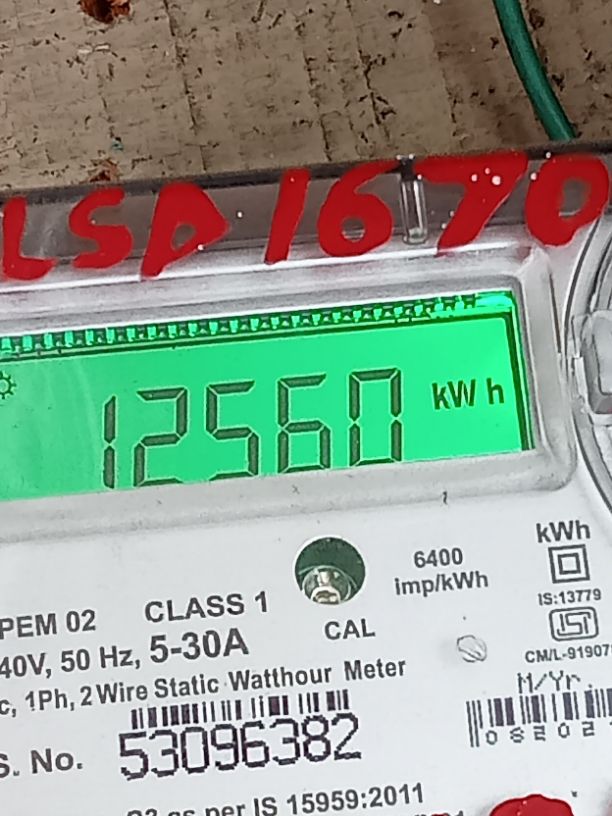 LSD 1670
12560 kWh
kWh
6400
imp/kWh
IS:13779
CM/L-91907
PEM 02 CLASS 1
CAL
40V, 50 Hz, 5-30A
c, 1Ph, 2 Wire Static Watthour Meter
M/Yr.
S. No. 53096382
as per IS 15959:2011